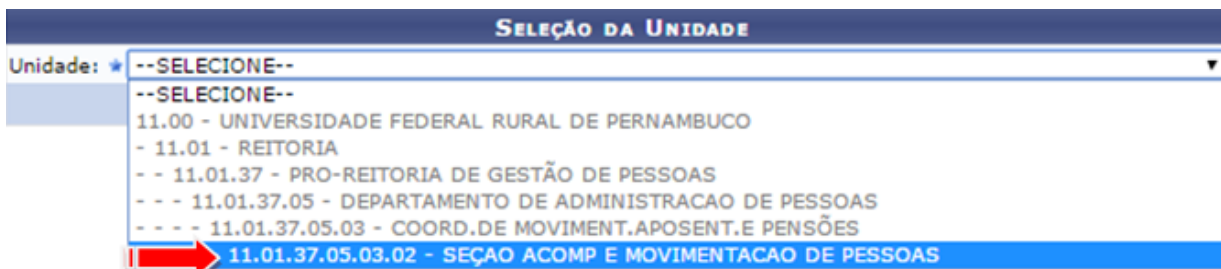 Seleção da Unidade
Unidade: --SELECIONE--
--SELECIONE--
11.00 - UNIVERSIDADE FEDERAL RURAL DE PERNAMBUCO
- 11.01 - REITORIA
- - 11.01.37 - PRO-REITORIA DE GESTÃO DE PESSOAS
- - - 11.01.37.05 - DEPARTAMENTO DE ADMINISTRACAO DE PESSOAS
- - - - 11.01.37.05.03 - COORD.DE MOVIMENT.APOSENT.E PENSÕES
11.01.37.05.03.02 - SEÇAO ACOMP E MOVIMENTACAO DE PESSOAS